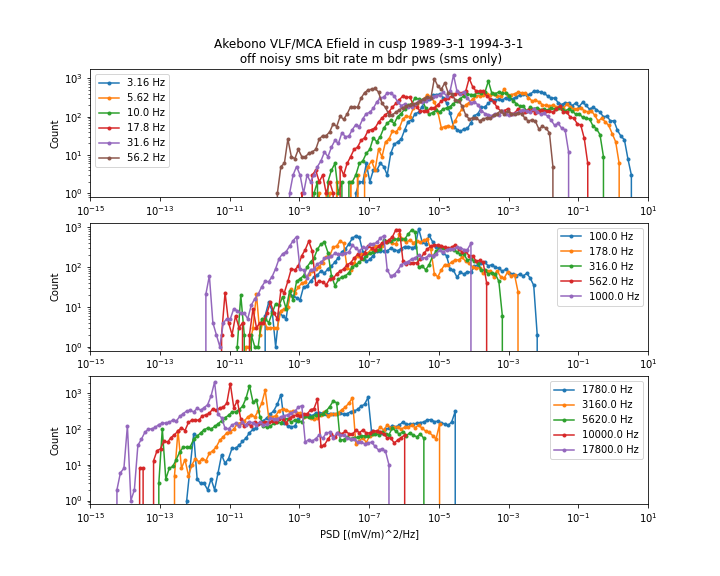 Akebono VLF/MCA Efield in cusp 1989-3-1 1994-3-1
off noisy sms bit rate m bdr pws (sms only)
10^3
10^2
10^1
10^0
Count
3.16 Hz
5.62 Hz
10.0 Hz
17.8 Hz
31.6 Hz
56.2 Hz
10^−15 10^−13 10^−11 10^−9 10^−7 10^−5 10^−3 10^−1 10^1
10^3
10^2
10^1
10^0
Count
100.0 Hz
178.0 Hz
316.0 Hz
562.0 Hz
1000.0 Hz
10^−15 10^−13 10^−11 10^−9 10^−7 10^−5 10^−3 10^−1 10^1
10^3
10^2
10^1
10^0
Count
1780.0 Hz
3160.0 Hz
5620.0 Hz
10000.0 Hz
17800.0 Hz
10^−15 10^−13 10^−11 10^−9 10^−7 10^−5 10^−3 10^−1 10^1
PSD [(mV/m)^2/Hz]